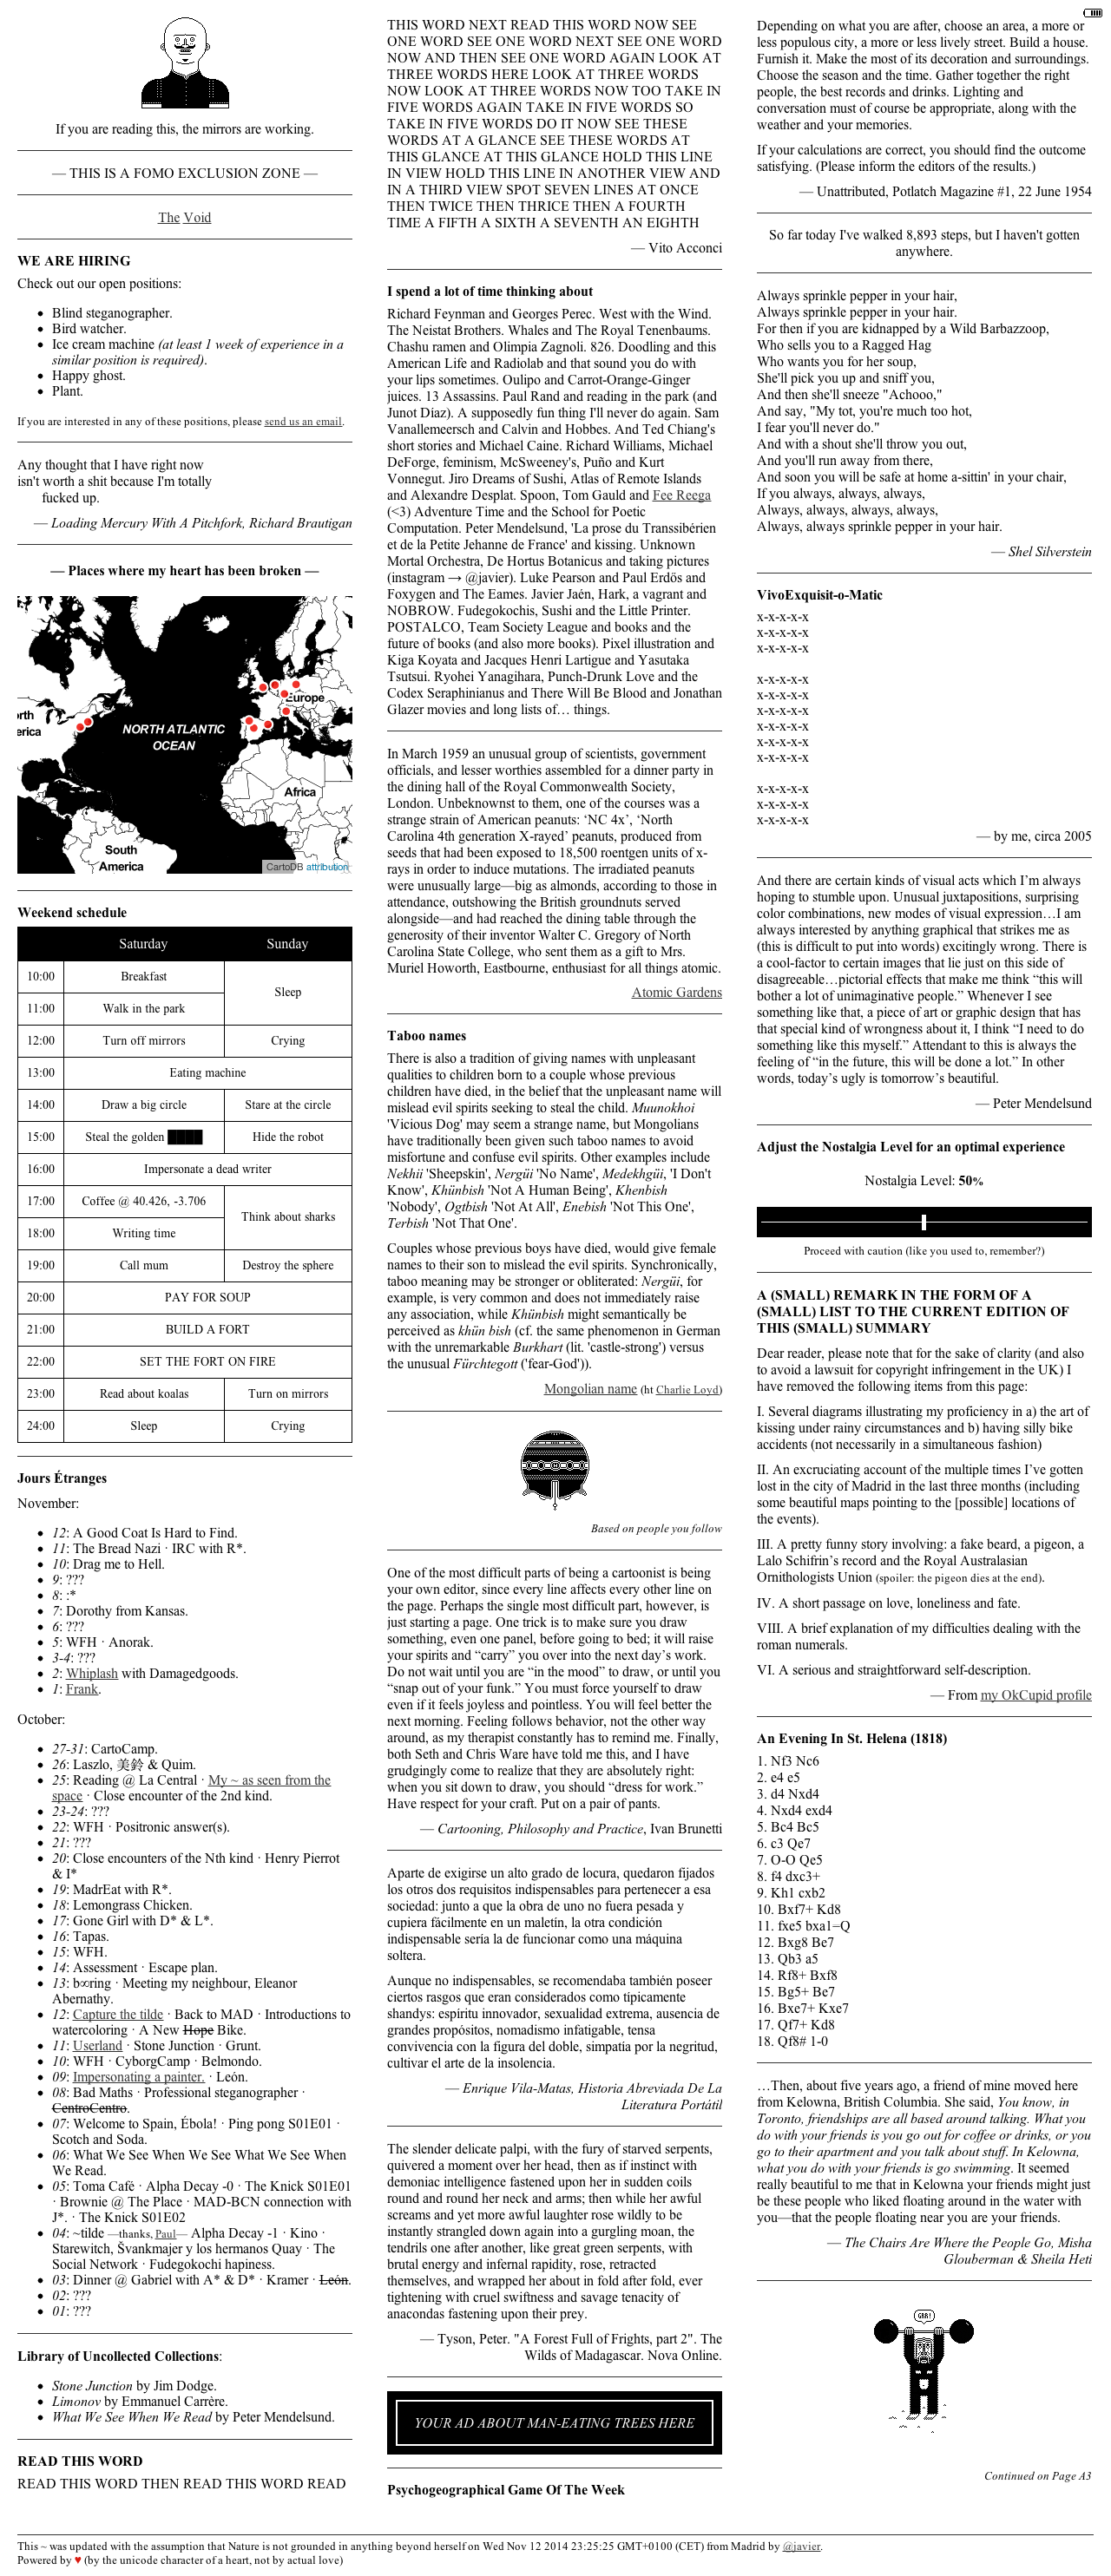 If you are reading this, the mirrors are working.
— THIS IS A FOMO EXCLUSION ZONE —
The Void
WE ARE HIRING
Check out our open positions:
• Blind steganographer.
• Bird watcher.
• Ice cream machine (at least 1 week of experience in a
similar position is required).
• Happy ghost.
• Plant.
If you are interested in any of these positions, please send us an email.
Any thought that I have right now
isn't worth a shit because I'm totally
fucked up.
— Loading Mercury With A Pitchfork, Richard Brautigan
— Places where my heart has been broken —
Europe
orth
erica
NORTH ATLANTIC
OCEAN
Africa
South
America
CartoDB attribution
Weekend schedule
Saturday Sunday
10:00 Breakfast Sleep
11:00 Walk in the park
12:00 Turn off mirrors Crying
13:00 Eating machine
14:00 Draw a big circle Stare at the circle
15:00 Steal the golden ████ Hide the robot
16:00 Impersonate a dead writer
17:00 Coffee @ 40.426, -3.706 Think about sharks
18:00 Writing time
19:00 Call mum Destroy the sphere
20:00 PAY FOR SOUP
21:00 BUILD A FORT
22:00 SET THE FORT ON FIRE
23:00 Read about koalas Turn on mirrors
24:00 Sleep Crying
Jours Étranges
November:
• 12: A Good Coat Is Hard to Find.
• 11: The Bread Nazi · IRC with R*.
• 10: Drag me to Hell.
• 9: ???
• 8: :*
• 7: Dorothy from Kansas.
• 6: ???
• 5: WFH · Anorak.
• 3-4: ???
• 2: Whiplash with Damagedgoods.
• 1: Frank.
October:
• 27-31: CartoCamp.
• 26: Laszlo, 美鈴 & Quim.
• 25: Reading @ La Central · My ~ as seen from the
space · Close encounter of the 2nd kind.
• 23-24: ???
• 22: WFH · Positronic answer(s).
• 21: ???
• 20: Close encounters of the Nth kind · Henry Pierrot
& I*
• 19: MadrEat with R*.
• 18: Lemongrass Chicken.
• 17: Gone Girl with D* & L*.
• 16: Tapas.
• 15: WFH.
• 14: Assessment · Escape plan.
• 13: b∞ring · Meeting my neighbour, Eleanor
Abernathy.
• 12: Capture the tilde · Back to MAD · Introductions to
watercoloring · A New Hope Bike.
• 11: Userland · Stone Junction · Grunt.
• 10: WFH · CyborgCamp · Belmondo.
• 09: Impersonating a painter. · León.
• 08: Bad Maths · Professional steganographer ·
CentroCentro.
• 07: Welcome to Spain, Ébola! · Ping pong S01E01 ·
Scotch and Soda.
• 06: What We See When We See What We See When
We Read.
• 05: Toma Café · Alpha Decay -0 · The Knick S01E01
· Brownie @ The Place · MAD-BCN connection with
J*. · The Knick S01E02
• 04: ~tilde —thanks, Paul— Alpha Decay -1 · Kino ·
Starewitch, Švankmajer y los hermanos Quay · The
Social Network · Fudegokochi hapiness.
• 03: Dinner @ Gabriel with A* & D* · Kramer · León.
• 02: ???
• 01: ???
Library of Uncollected Collections:
• Stone Junction by Jim Dodge.
• Limonov by Emmanuel Carrère.
• What We See When We Read by Peter Mendelsund.
READ THIS WORD
READ THIS WORD THEN READ THIS WORD READ
THIS WORD NEXT READ THIS WORD NOW SEE
ONE WORD SEE ONE WORD NEXT SEE ONE WORD
NOW AND THEN SEE ONE WORD AGAIN LOOK AT
THREE WORDS HERE LOOK AT THREE WORDS
NOW LOOK AT THREE WORDS NOW TOO TAKE IN
FIVE WORDS AGAIN TAKE IN FIVE WORDS SO
TAKE IN FIVE WORDS DO IT NOW SEE THESE
WORDS AT A GLANCE SEE THESE WORDS AT
THIS GLANCE AT THIS GLANCE HOLD THIS LINE
IN VIEW HOLD THIS LINE IN ANOTHER VIEW AND
IN A THIRD VIEW SPOT SEVEN LINES AT ONCE
THEN TWICE THEN THRICE THEN A FOURTH
TIME A FIFTH A SIXTH A SEVENTH AN EIGHTH
— Vito Acconci
I spend a lot of time thinking about
Richard Feynman and Georges Perec. West with the Wind.
The Neistat Brothers. Whales and The Royal Tenenbaums.
Chashu ramen and Olimpia Zagnoli. 826. Doodling and this
American Life and Radiolab and that sound you do with
your lips sometimes. Oulipo and Carrot-Orange-Ginger
juices. 13 Assassins. Paul Rand and reading in the park (and
Junot Díaz). A supposedly fun thing I'll never do again. Sam
Vanallemeersch and Calvin and Hobbes. And Ted Chiang's
short stories and Michael Caine. Richard Williams, Michael
DeForge, feminism, McSweeney's, Puño and Kurt
Vonnegut. Jiro Dreams of Sushi, Atlas of Remote Islands
and Alexandre Desplat. Spoon, Tom Gauld and Fee Reega
(<3) Adventure Time and the School for Poetic
Computation. Peter Mendelsund, 'La prose du Transsibérien
et de la Petite Jehanne de France' and kissing. Unknown
Mortal Orchestra, De Hortus Botanicus and taking pictures
(instagram → @javier). Luke Pearson and Paul Erdös and
Foxygen and The Eames. Javier Jaén, Hark, a vagrant and
NOBROW. Fudegokochis, Sushi and the Little Printer.
POSTALCO, Team Society League and books and the
future of books (and also more books). Pixel illustration and
Kiga Koyata and Jacques Henri Lartigue and Yasutaka
Tsutsui. Ryohei Yanagihara, Punch-Drunk Love and the
Codex Seraphinianus and There Will Be Blood and Jonathan
Glazer movies and long lists of… things.
In March 1959 an unusual group of scientists, government
officials, and lesser worthies assembled for a dinner party in
the dining hall of the Royal Commonwealth Society,
London. Unbeknownst to them, one of the courses was a
strange strain of American peanuts: ‘NC 4x’, ‘North
Carolina 4th generation X-rayed’ peanuts, produced from
seeds that had been exposed to 18,500 roentgen units of x-
rays in order to induce mutations. The irradiated peanuts
were unusually large—big as almonds, according to those in
attendance, outshowing the British groundnuts served
alongside—and had reached the dining table through the
generosity of their inventor Walter C. Gregory of North
Carolina State College, who sent them as a gift to Mrs.
Muriel Howorth, Eastbourne, enthusiast for all things atomic.
Atomic Gardens
Taboo names
There is also a tradition of giving names with unpleasant
qualities to children born to a couple whose previous
children have died, in the belief that the unpleasant name will
mislead evil spirits seeking to steal the child. Muunokhoi
'Vicious Dog' may seem a strange name, but Mongolians
have traditionally been given such taboo names to avoid
misfortune and confuse evil spirits. Other examples include
Nekhii 'Sheepskin', Nergüi 'No Name', Medekhgüi, 'I Don't
Know', Khünbish 'Not A Human Being', Khenbish
'Nobody', Ogtbish 'Not At All', Enebish 'Not This One',
Terbish 'Not That One'.
Couples whose previous boys have died, would give female
names to their son to mislead the evil spirits. Synchronically,
taboo meaning may be stronger or obliterated: Nergüi, for
example, is very common and does not immediately raise
any association, while Khünbish might semantically be
perceived as khün bish (cf. the same phenomenon in German
with the unremarkable Burkhart (lit. 'castle-strong') versus
the unusual Fürchtegott ('fear-God')).
Mongolian name (ht Charlie Loyd)
Based on people you follow
One of the most difficult parts of being a cartoonist is being
your own editor, since every line affects every other line on
the page. Perhaps the single most difficult part, however, is
just starting a page. One trick is to make sure you draw
something, even one panel, before going to bed; it will raise
your spirits and “carry” you over into the next day’s work.
Do not wait until you are “in the mood” to draw, or until you
“snap out of your funk.” You must force yourself to draw
even if it feels joyless and pointless. You will feel better the
next morning. Feeling follows behavior, not the other way
around, as my therapist constantly has to remind me. Finally,
both Seth and Chris Ware have told me this, and I have
grudgingly come to realize that they are absolutely right:
when you sit down to draw, you should “dress for work.”
Have respect for your craft. Put on a pair of pants.
— Cartooning, Philosophy and Practice, Ivan Brunetti
Aparte de exigirse un alto grado de locura, quedaron fijados
los otros dos requisitos indispensables para pertenecer a esa
sociedad: junto a que la obra de uno no fuera pesada y
cupiera fácilmente en un maletín, la otra condición
indispensable sería la de funcionar como una máquina
soltera.
Aunque no indispensables, se recomendaba también poseer
ciertos rasgos que eran considerados como típicamente
shandys: espíritu innovador, sexualidad extrema, ausencia de
grandes propósitos, nomadismo infatigable, tensa
convivencia con la figura del doble, simpatía por la negritud,
cultivar el arte de la insolencia.
— Enrique Vila-Matas, Historia Abreviada De La
Literatura Portátil
The slender delicate palpi, with the fury of starved serpents,
quivered a moment over her head, then as if instinct with
demoniac intelligence fastened upon her in sudden coils
round and round her neck and arms; then while her awful
screams and yet more awful laughter rose wildly to be
instantly strangled down again into a gurgling moan, the
tendrils one after another, like great green serpents, with
brutal energy and infernal rapidity, rose, retracted
themselves, and wrapped her about in fold after fold, ever
tightening with cruel swiftness and savage tenacity of
anacondas fastening upon their prey.
— Tyson, Peter. "A Forest Full of Frights, part 2". The
Wilds of Madagascar. Nova Online.
YOUR AD ABOUT MAN-EATING TREES HERE
Psychogeographical Game Of The Week
Depending on what you are after, choose an area, a more or
less populous city, a more or less lively street. Build a house.
Furnish it. Make the most of its decoration and surroundings.
Choose the season and the time. Gather together the right
people, the best records and drinks. Lighting and
conversation must of course be appropriate, along with the
weather and your memories.
If your calculations are correct, you should find the outcome
satisfying. (Please inform the editors of the results.)
— Unattributed, Potlatch Magazine #1, 22 June 1954
So far today I've walked 8,893 steps, but I haven't gotten
anywhere.
Always sprinkle pepper in your hair,
Always sprinkle pepper in your hair.
For then if you are kidnapped by a Wild Barbazzoop,
Who sells you to a Ragged Hag
Who wants you for her soup,
She'll pick you up and sniff you,
And then she'll sneeze "Achooo,"
And say, "My tot, you're much too hot,
I fear you'll never do."
And with a shout she'll throw you out,
And you'll run away from there,
And soon you will be safe at home a-sittin' in your chair,
If you always, always, always,
Always, always, always, always,
Always, always sprinkle pepper in your hair.
— Shel Silverstein
VivoExquisit-o-Matic
x-x-x-x-x
x-x-x-x-x
x-x-x-x-x
x-x-x-x-x
x-x-x-x-x
x-x-x-x-x
x-x-x-x-x
x-x-x-x-x
x-x-x-x-x
x-x-x-x-x
x-x-x-x-x
x-x-x-x-x
— by me, circa 2005
And there are certain kinds of visual acts which I’m always
hoping to stumble upon. Unusual juxtapositions, surprising
color combinations, new modes of visual expression…I am
always interested by anything graphical that strikes me as
(this is difficult to put into words) excitingly wrong. There is
a cool-factor to certain images that lie just on this side of
disagreeable…pictorial effects that make me think “this will
bother a lot of unimaginative people.” Whenever I see
something like that, a piece of art or graphic design that has
that special kind of wrongness about it, I think “I need to do
something like this myself.” Attendant to this is always the
feeling of “in the future, this will be done a lot.” In other
words, today’s ugly is tomorrow’s beautiful.
— Peter Mendelsund
Adjust the Nostalgia Level for an optimal experience
Nostalgia Level: 50%
Proceed with caution (like you used to, remember?)
A (SMALL) REMARK IN THE FORM OF A
(SMALL) LIST TO THE CURRENT EDITION OF
THIS (SMALL) SUMMARY
Dear reader, please note that for the sake of clarity (and also
to avoid a lawsuit for copyright infringement in the UK) I
have removed the following items from this page:
I. Several diagrams illustrating my proficiency in a) the art of
kissing under rainy circumstances and b) having silly bike
accidents (not necessarily in a simultaneous fashion)
II. An excruciating account of the multiple times I’ve gotten
lost in the city of Madrid in the last three months (including
some beautiful maps pointing to the [possible] locations of
the events).
III. A pretty funny story involving: a fake beard, a pigeon, a
Lalo Schifrin’s record and the Royal Australasian
Ornithologists Union (spoiler: the pigeon dies at the end).
IV. A short passage on love, loneliness and fate.
VIII. A brief explanation of my difficulties dealing with the
roman numerals.
VI. A serious and straightforward self-description.
— From my OkCupid profile
An Evening In St. Helena (1818)
1. Nf3 Nc6
2. e4 e5
3. d4 Nxd4
4. Nxd4 exd4
5. Bc4 Bc5
6. c3 Qe7
7. O-O Qe5
8. f4 dxc3+
9. Kh1 cxb2
10. Bxf7+ Kd8
11. fxe5 bxa1=Q
12. Bxg8 Be7
13. Qb3 a5
14. Rf8+ Bxf8
15. Bg5+ Be7
16. Bxe7+ Kxe7
17. Qf7+ Kd8
18. Qf8# 1-0
…Then, about five years ago, a friend of mine moved here
from Kelowna, British Columbia. She said, You know, in
Toronto, friendships are all based around talking. What you
do with your friends is you go out for coffee or drinks, or you
go to their apartment and you talk about stuff. In Kelowna,
what you do with your friends is go swimming. It seemed
really beautiful to me that in Kelowna your friends might just
be these people who liked floating around in the water with
you—that the people floating near you are your friends.
— The Chairs Are Where the People Go, Misha
Glouberman & Sheila Heti
GRR!
Continued on Page A3
This ~ was updated with the assumption that Nature is not grounded in anything beyond herself on Wed Nov 12 2014 23:25:25 GMT+0100 (CET) from Madrid by @javier.
Powered by ♥ (by the unicode character of a heart, not by actual love)